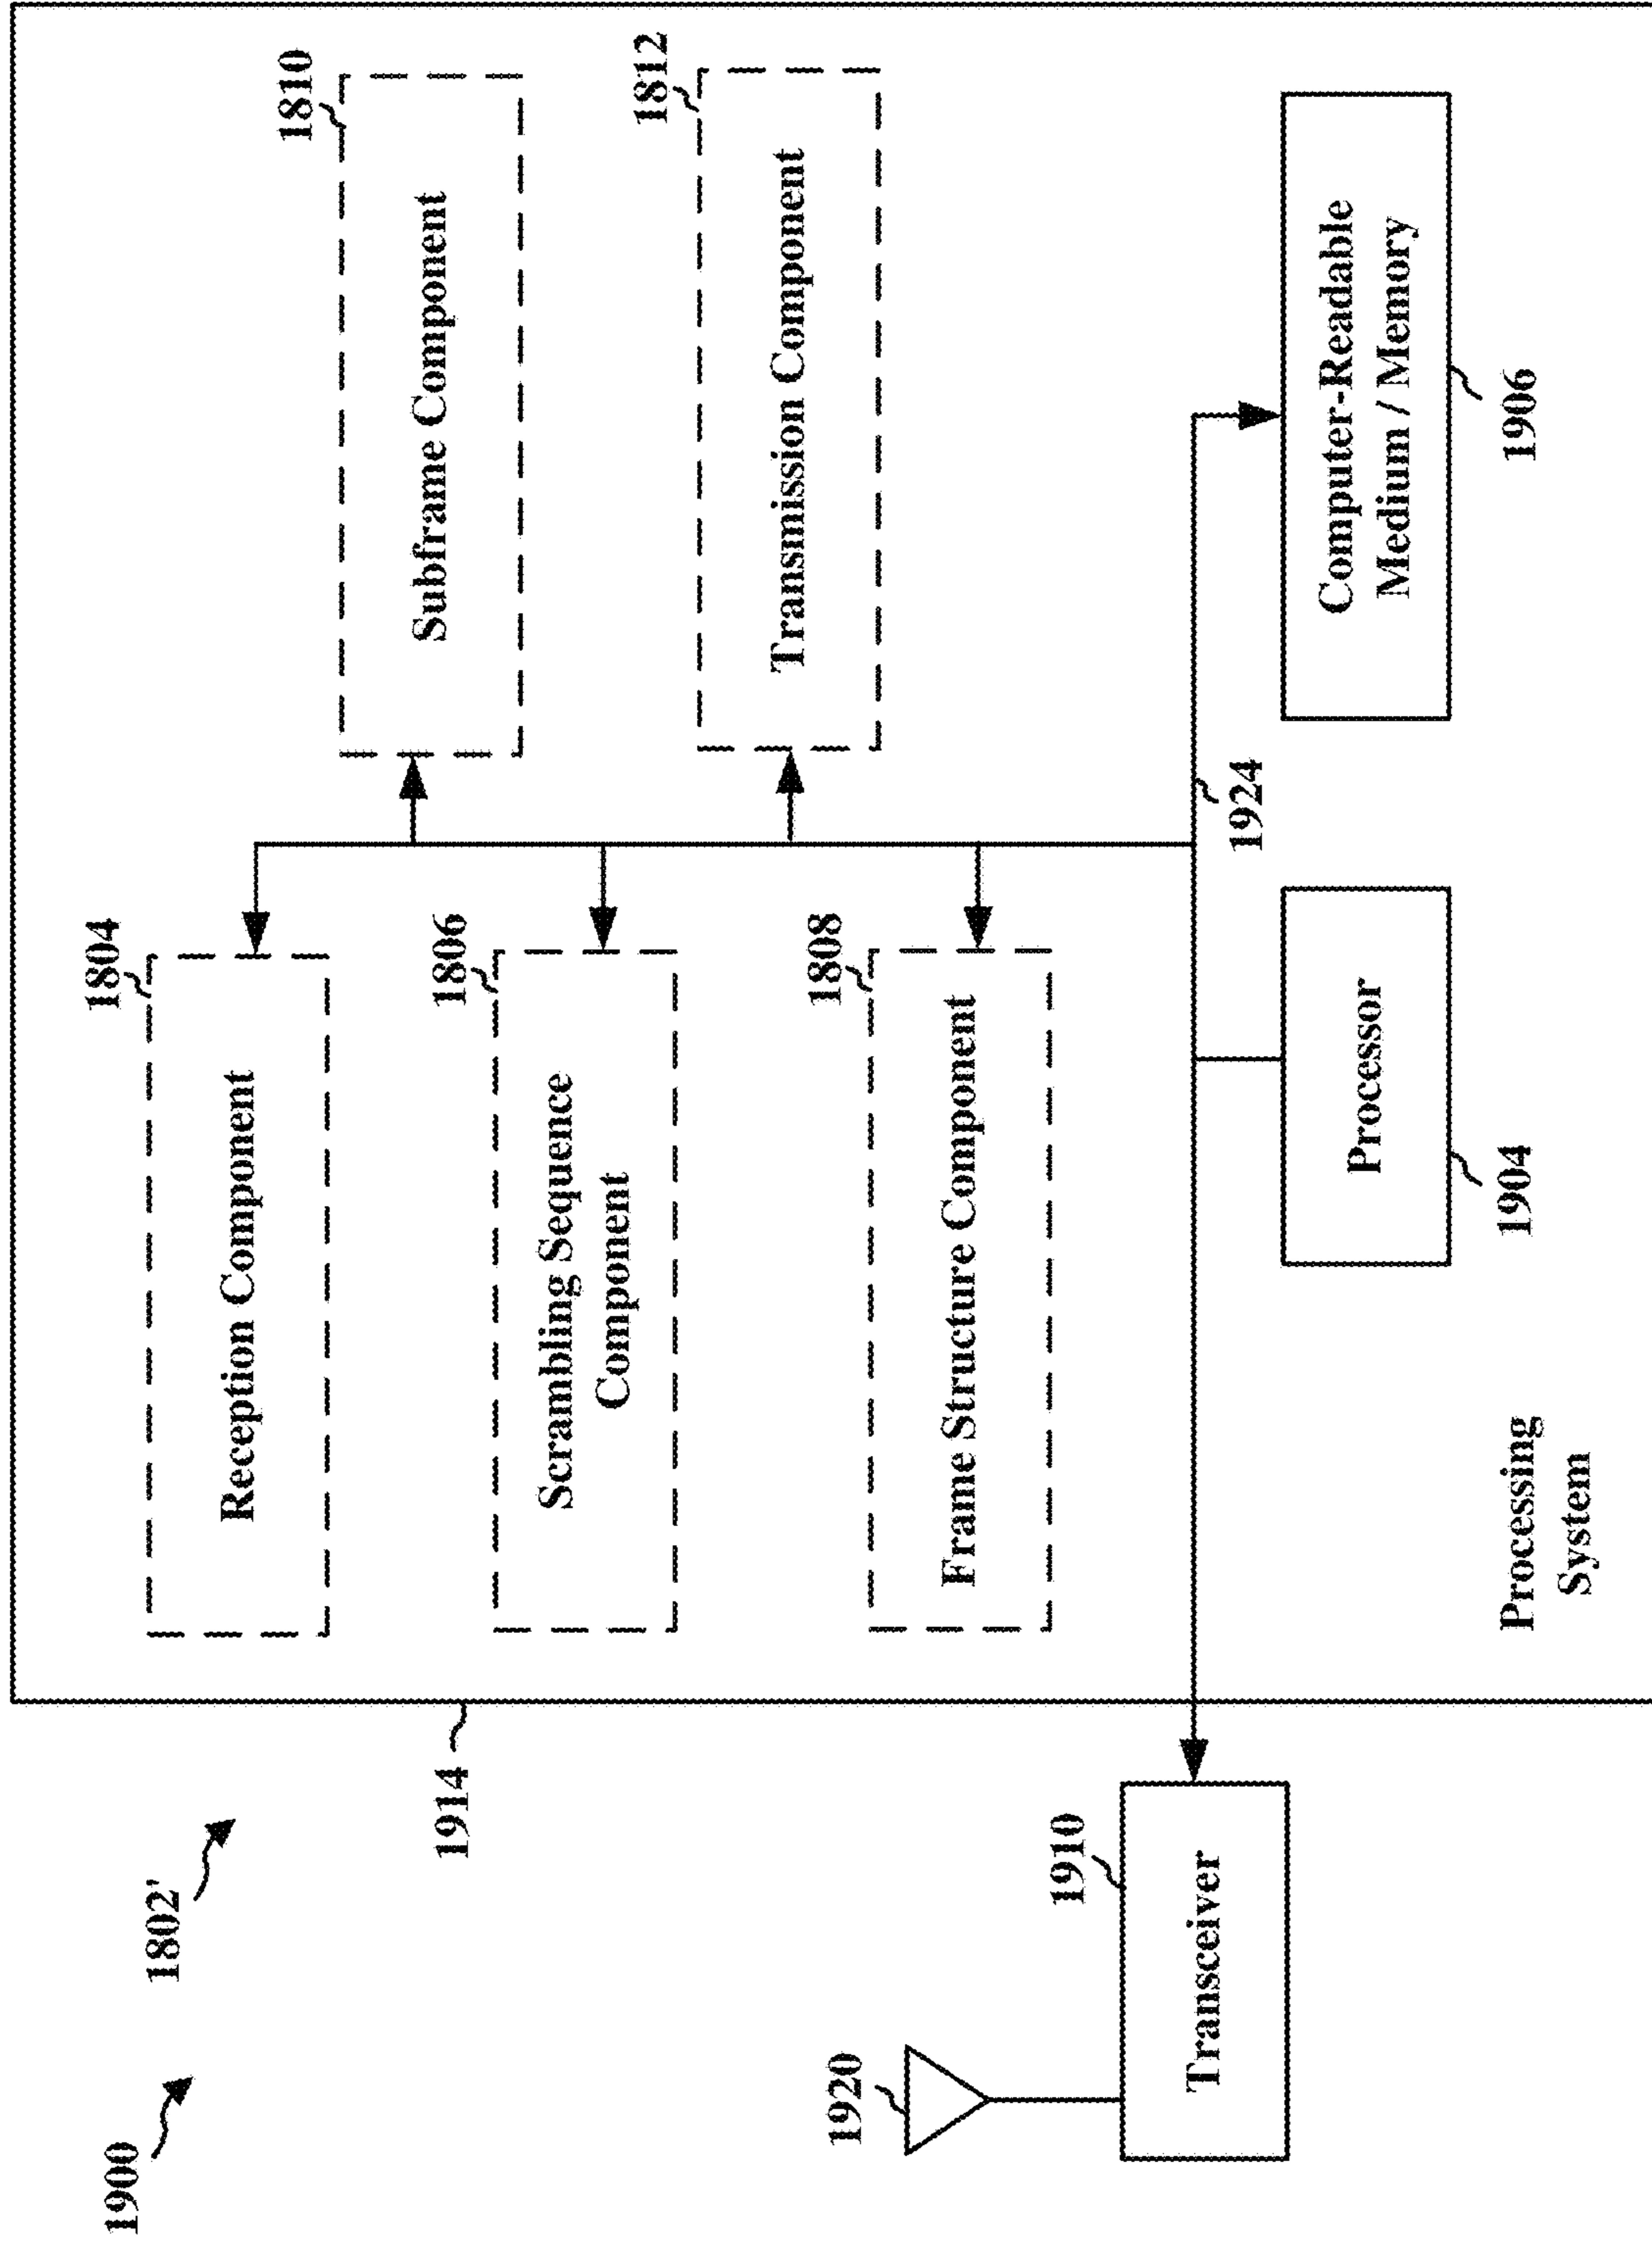 1900
1802'
1914
1804
Reception Component
1810
Subframe Component
1806
Scrambling Sequence
Component
1812
Transmission Component
1808
Frame Structure Component
1920
1910
Transceiver
1924
Processor
1904
Computer-Readable
Medium / Memory
1906
Processing
System